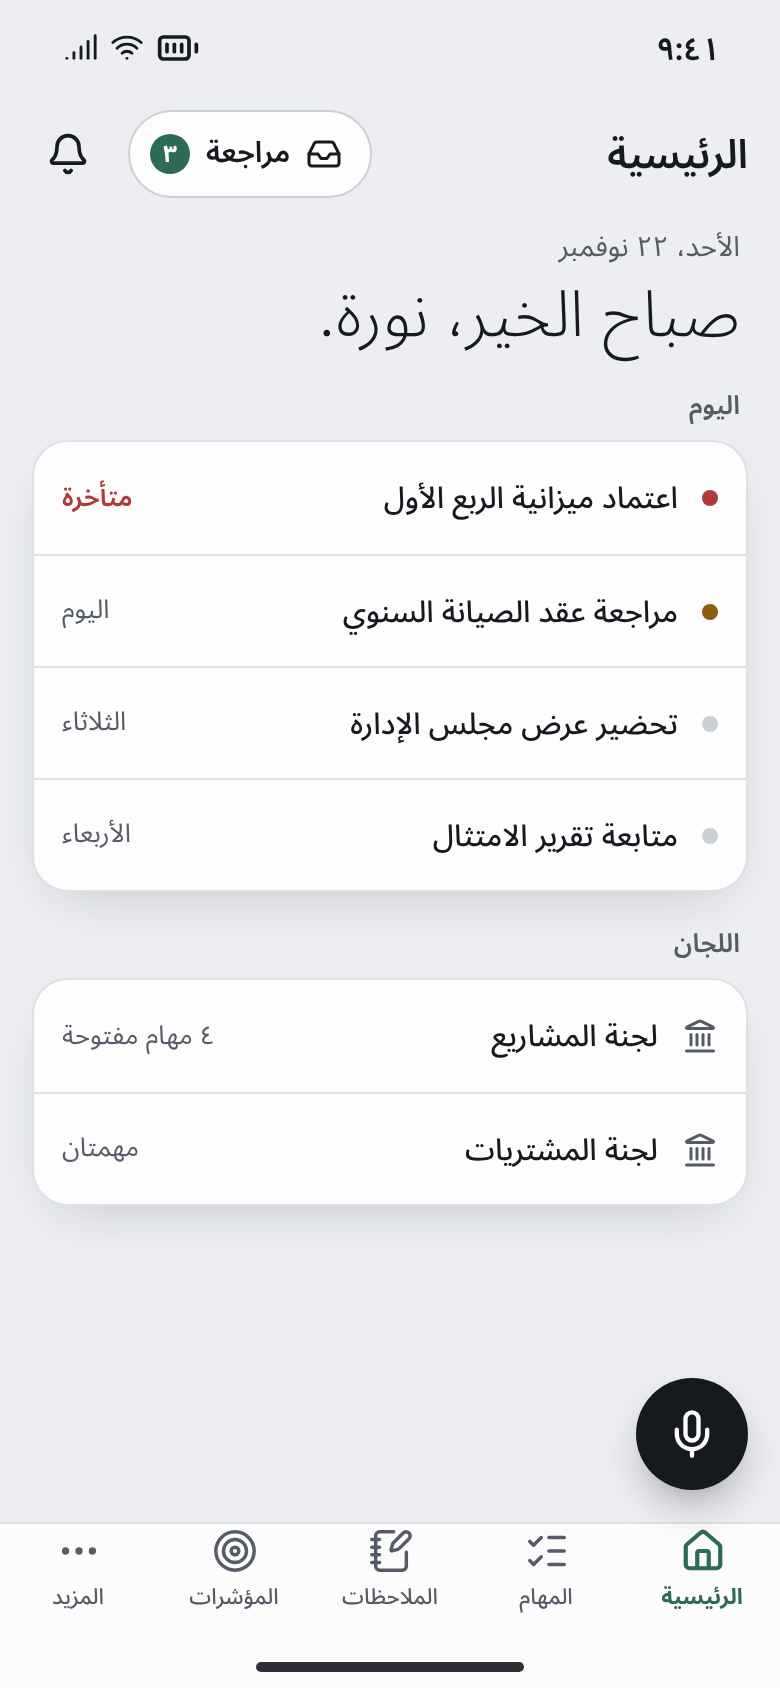 ٩:٤١
الرئيسية
مراجعة ٣
الأحد، ٢٢ نوفمبر
صباح الخير، نورة.
اليوم
اعتماد ميزانية الربع الأول متأخرة
مراجعة عقد الصيانة السنوي اليوم
تحضير عرض مجلس الإدارة الثلاثاء
متابعة تقرير الامتثال الأربعاء
اللجان
لجنة المشاريع ٤ مهام مفتوحة
لجنة المشتريات مهمتان
الرئيسية المهام الملاحظات المؤشرات المزيد